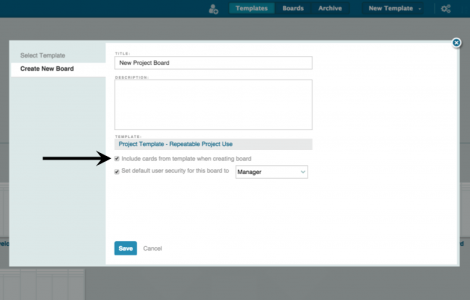 Templates Boards Archive New Template
Select Template
Create New Board
TITLE:
New Project Board
DESCRIPTION:
TEMPLATE:
Project Template - Repeatable Project Use
Include cards from template when creating board
Set default user security for this board to Manager
Save Cancel